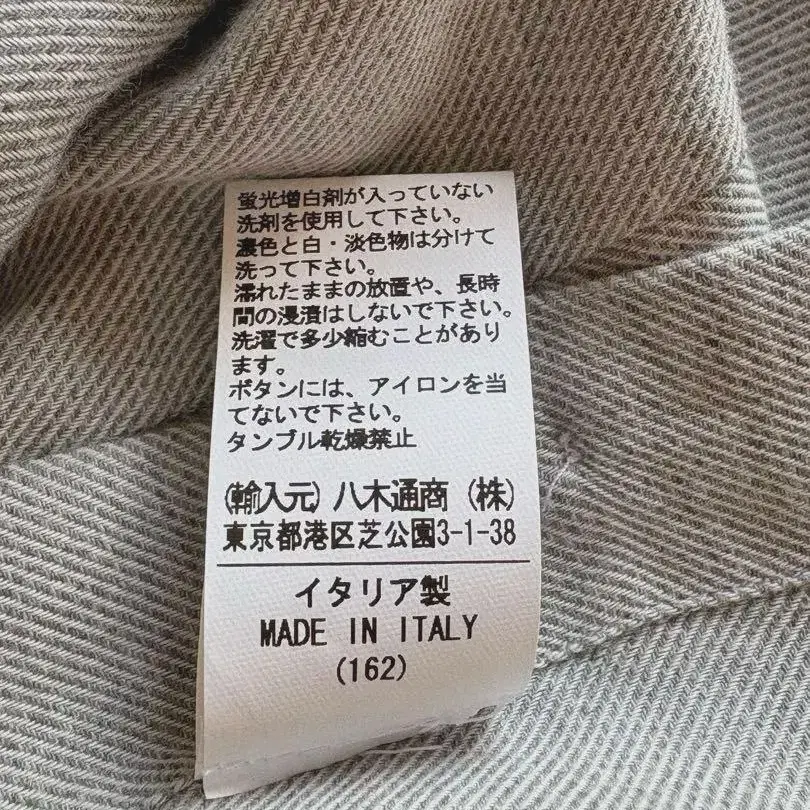 蛍光増白剤が入っていない
洗剤を使用して下さい。
濃色と白・淡色物は分けて
洗って下さい。
濡れたままの放置や、長時
間の浸漬はしないで下さい。
洗濯で多少縮むことがあり
ます。
ボタンには、アイロンを当
てないで下さい。
タンブル乾燥禁止
(輸入元) 八木通商 (株)
東京都港区芝公園3-1-38
イタリア製
MADE IN ITALY
(162)